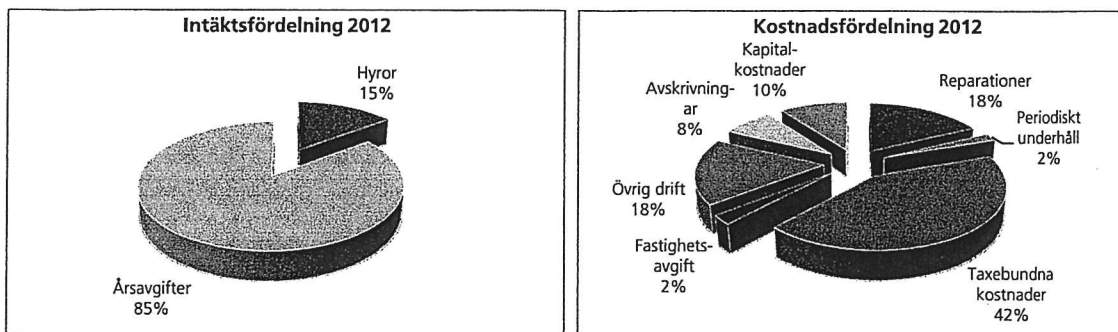 Intäktsfördelning 2012
Hyror
15%
Årsavgifter
85%
Kostnadsfördelning 2012
Kapital-
kostnader
10%
Reparationer
18%
Periodiskt
underhåll
2%
Avskrivning-
ar
8%
Övrig drift
18%
Fastighets-
avgift
2%
Taxebundna
kostnader
42%